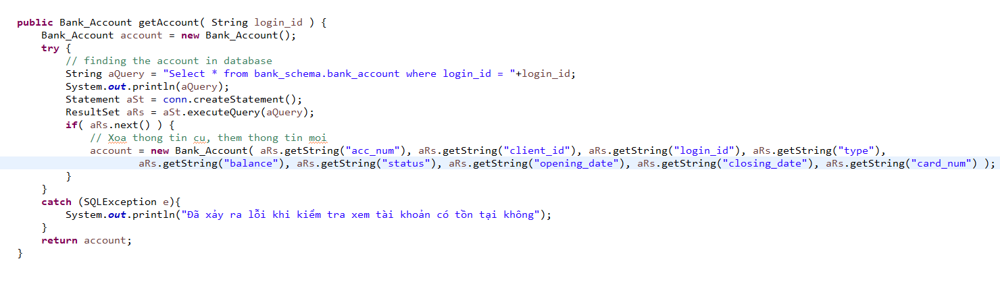 public Bank_Account getAccount( String login_id ) {
Bank_Account account = new Bank_Account();
try {
// finding the account in database
String aQuery = "Select * from bank_schema.bank_account where login_id = "+login_id;
System.out.println(aQuery);
Statement aSt = conn.createStatement();
ResultSet aRs = aSt.executeQuery(aQuery);
if( aRs.next() ) {
// Xoa thong tin cu, them thong tin moi
account = new Bank_Account( aRs.getString("acc_num"), aRs.getString("client_id"), aRs.getString("login_id"), aRs.getString("type"),
aRs.getString("balance"), aRs.getString("status"), aRs.getString("opening_date"), aRs.getString("closing_date"), aRs.getString("card_num") );
}
}
catch (SQLException e){
System.out.println("Đã xảy ra lỗi khi kiểm tra xem tài khoản có tồn tại không");
}
return account;
}